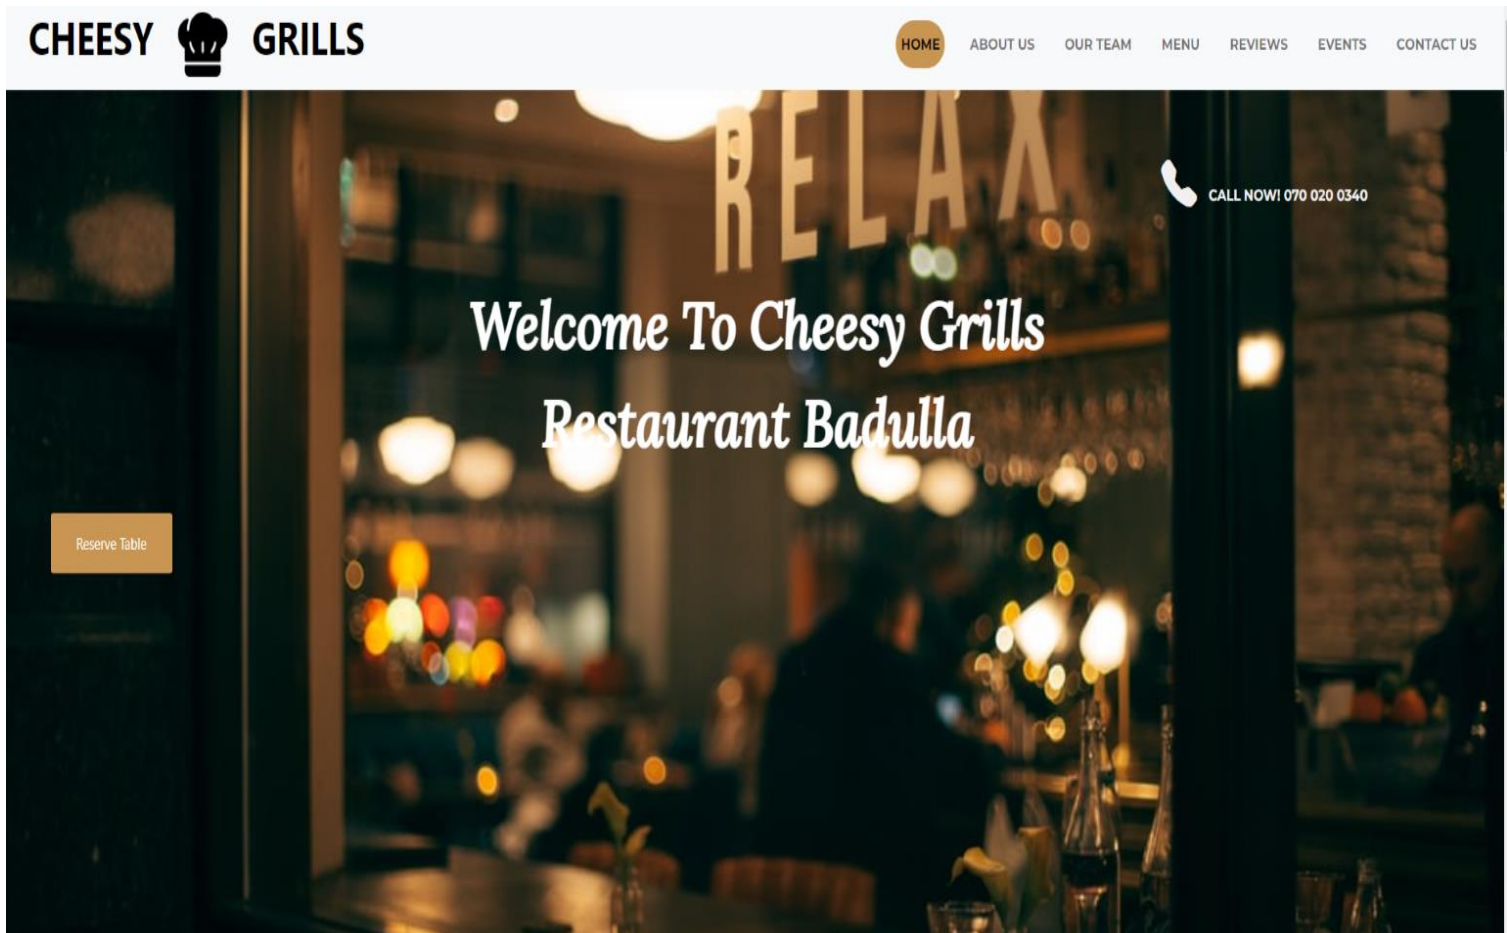 CHEESY GRILLS
HOME ABOUT US OUR TEAM MENU REVIEWS EVENTS CONTACT US
RELAX
CALL NOW! 070 020 0340
Welcome To Cheesy Grills
Restaurant Badulla
Reserve Table